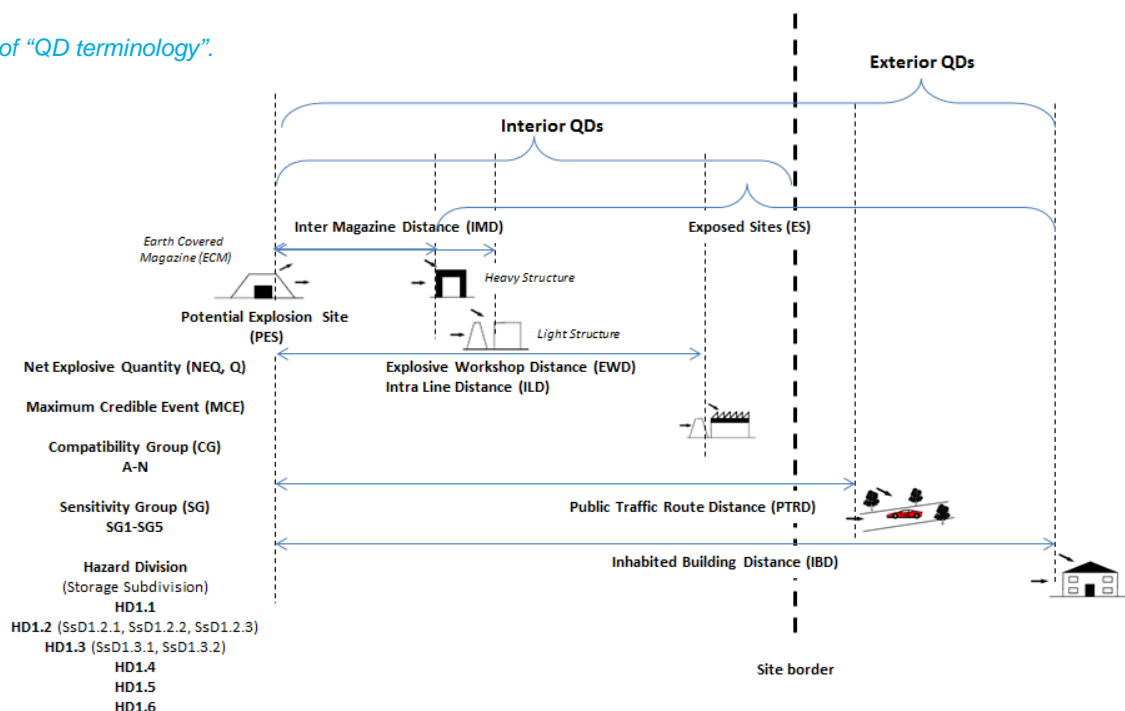 of “QD terminology”.
Exterior QDs
Interior QDs
Inter Magazine Distance (IMD)
Exposed Sites (ES)
Earth Covered
Magazine (ECM)
Heavy Structure
Potential Explosion Site
(PES)
Light Structure
Net Explosive Quantity (NEQ, Q)
Explosive Workshop Distance (EWD)
Intra Line Distance (ILD)
Maximum Credible Event (MCE)
Compatibility Group (CG)
A-N
Sensitivity Group (SG)
SG1-SG5
Public Traffic Route Distance (PTRD)
Inhabited Building Distance (IBD)
Hazard Division
(Storage Subdivision)
HD1.1
HD1.2 (SsD1.2.1, SsD1.2.2, SsD1.2.3)
HD1.3 (SsD1.3.1, SsD1.3.2)
HD1.4
HD1.5
HD1.6
Site border